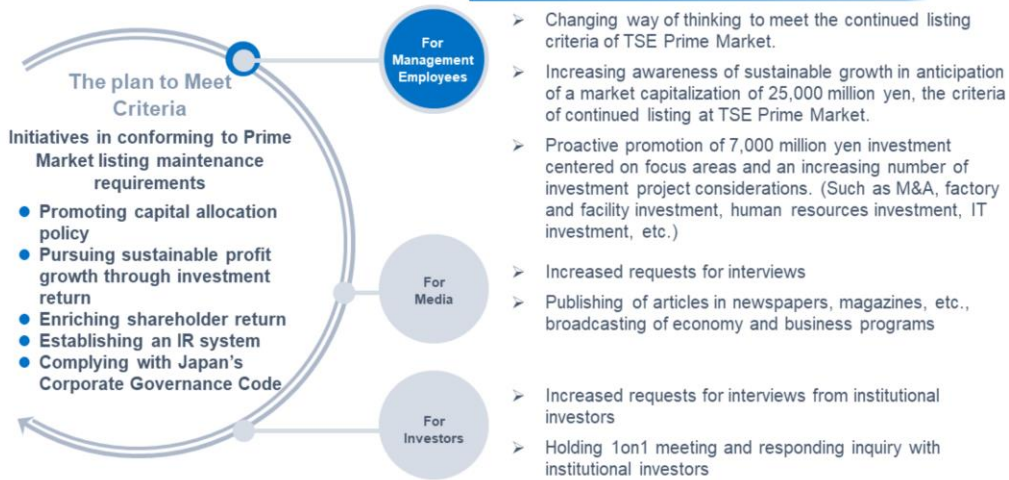 The plan to Meet
Criteria
Initiatives in conforming to Prime
Market listing maintenance
requirements
● Promoting capital allocation
policy
● Pursuing sustainable profit
growth through investment
return
● Enriching shareholder return
● Establishing an IR system
● Complying with Japan's
Corporate Governance Code
For
Management
Employees
➢ Changing way of thinking to meet the continued listing
criteria of TSE Prime Market.
➢ Increasing awareness of sustainable growth in anticipation
of a market capitalization of 25,000 million yen, the criteria
of continued listing at TSE Prime Market.
➢ Proactive promotion of 7,000 million yen investment
centered on focus areas and an increasing number of
investment project considerations. (Such as M&A, factory
and facility investment, human resources investment, IT
investment, etc.)
For
Media
➢ Increased requests for interviews
➢ Publishing of articles in newspapers, magazines, etc.,
broadcasting of economy and business programs
For
Investors
➢ Increased requests for interviews from institutional
investors
➢ Holding 1on1 meeting and responding inquiry with
institutional investors